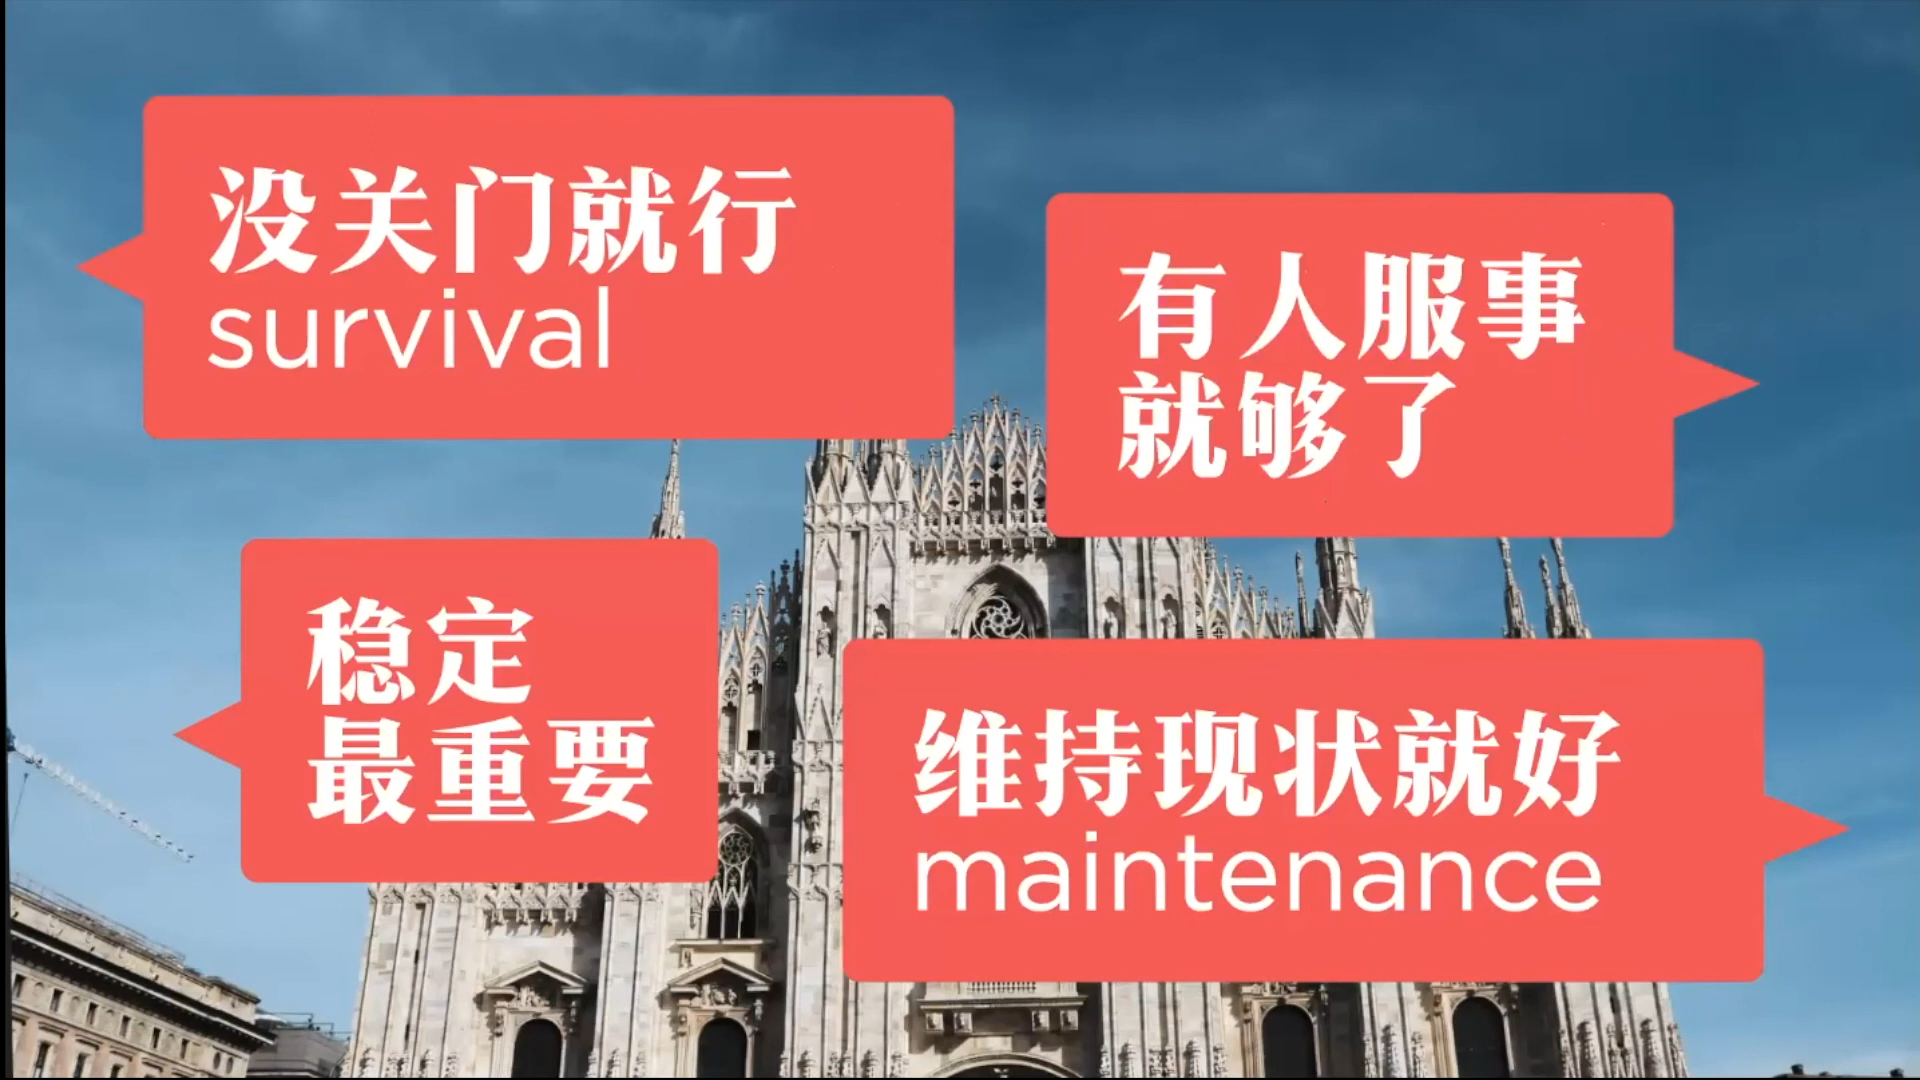 没关门就行
survival
有人服事
就够了
稳定
最重要
维持现状就好
maintenance